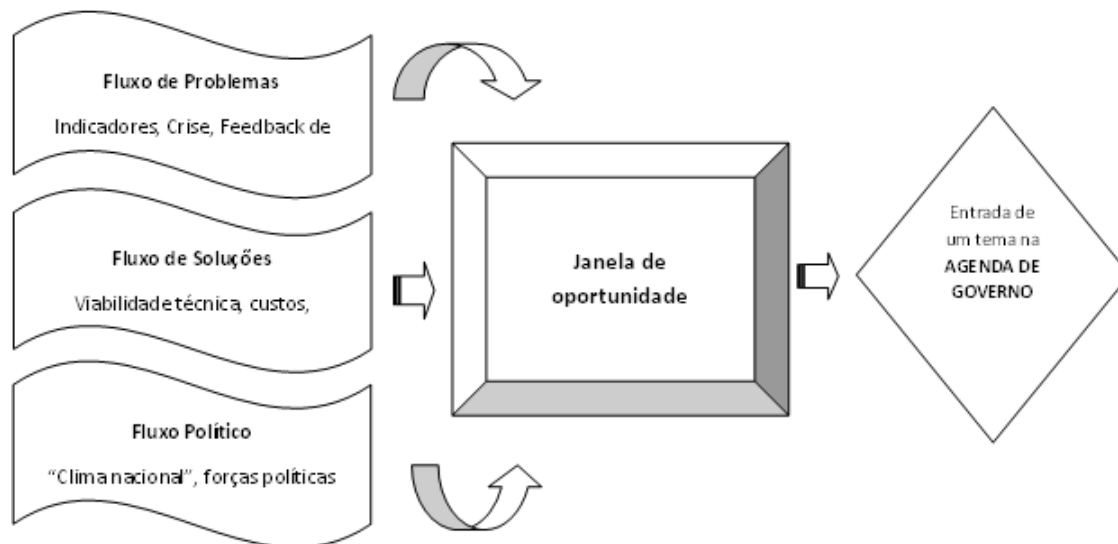 Fluxo de Problemas
Indicadores, Crise, Feedback de
Fluxo de Soluções
Viabilidade técnica, custos,
Fluxo Político
“Clima nacional”, forças políticas
Janela de
oportunidade
Entrada de
um tema na
AGENDA DE
GOVERNO